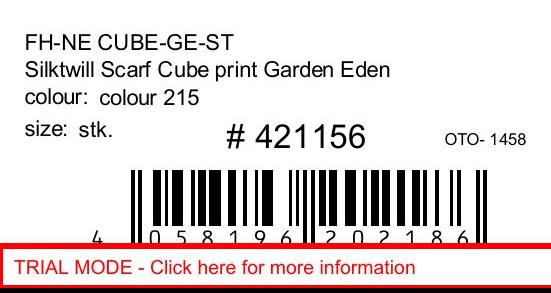 FH-NE CUBE-GE-ST
Silktwill Scarf Cube print Garden Eden
colour: colour 215
size: stk.
# 421156
OTO- 1458
4 058196 202186
TRIAL MODE - Click here for more information